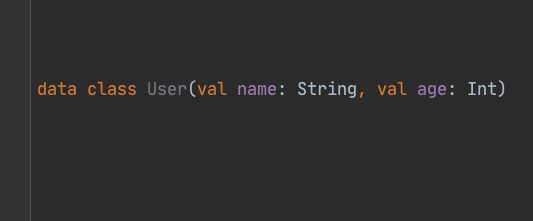 data class User(val name: String, val age: Int)